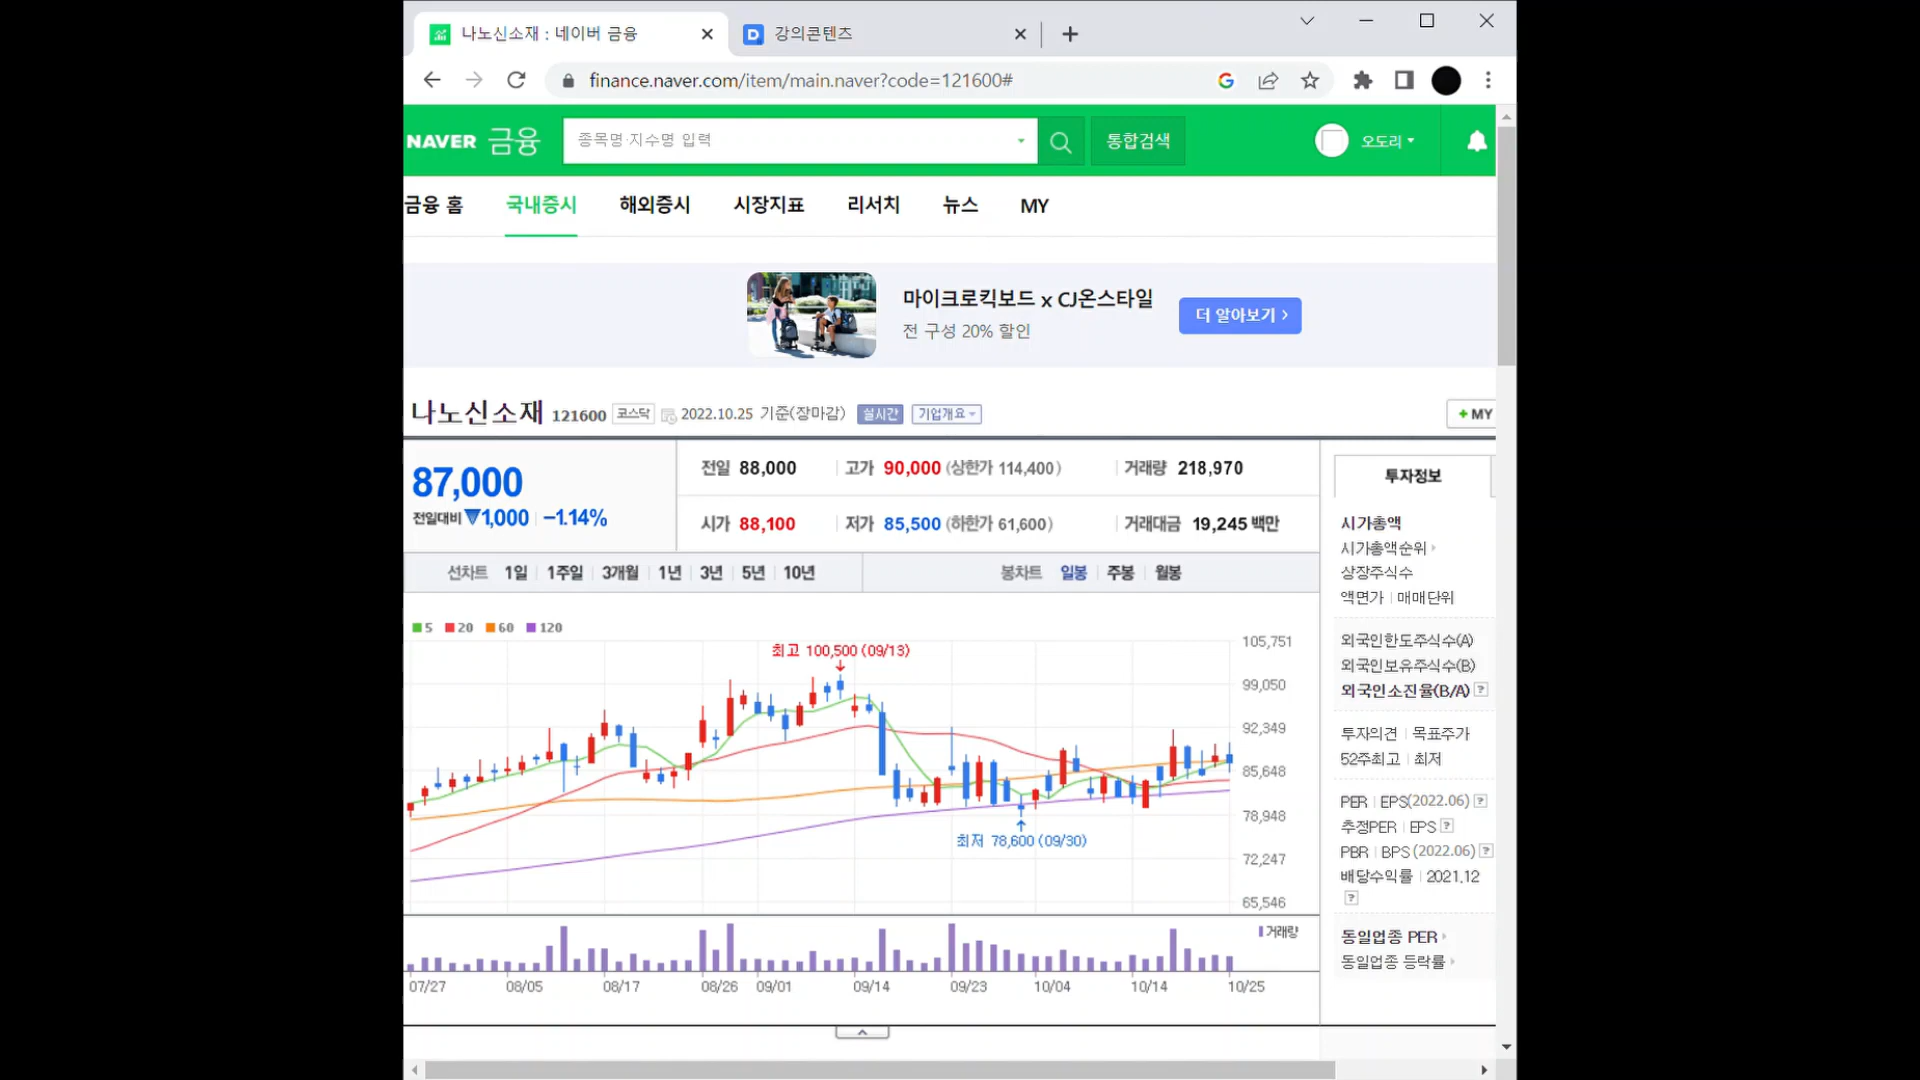 나노신소재 : 네이버 금융
강의콘텐츠
finance.naver.com/item/main.naver?code=121600#
NAVER 금융
종목명·지수명 입력
통합검색
오도리
금융 홈 국내증시 해외증시 시장지표 리서치 뉴스 MY
마이크로킥보드 x CJ온스타일
전 구성 20% 할인
더 알아보기
나노신소재 121600 코스닥 2022.10.25 기준(장마감) 실시간 기업개요
+ MY
87,000
전일대비 ▼1,000 -1.14%
전일 88,000 고가 90,000 (상한가 114,400) 거래량 218,970
시가 88,100 저가 85,500 (하한가 61,600) 거래대금 19,245 백만
선차트 1일 1주일 3개월 1년 3년 5년 10년
봉차트 일봉 주봉 월봉
5 20 60 120
최고 100,500 (09/13)
최저 78,600 (09/30)
105,751
99,050
92,349
85,648
78,948
72,247
65,546
거래량
07/27 08/05 08/17 08/26 09/01 09/14 09/23 10/04 10/14 10/25
투자정보
시가총액
시가총액순위
상장주식수
액면가 매매단위
외국인한도주식수(A)
외국인보유주식수(B)
외국인소진율(B/A) ?
투자의견 목표주가
52주최고 최저
PER EPS(2022.06) ?
추정PER EPS ?
PBR BPS (2022.06) ?
배당수익률 2021.12
?
동일업종 PER
동일업종 등락률